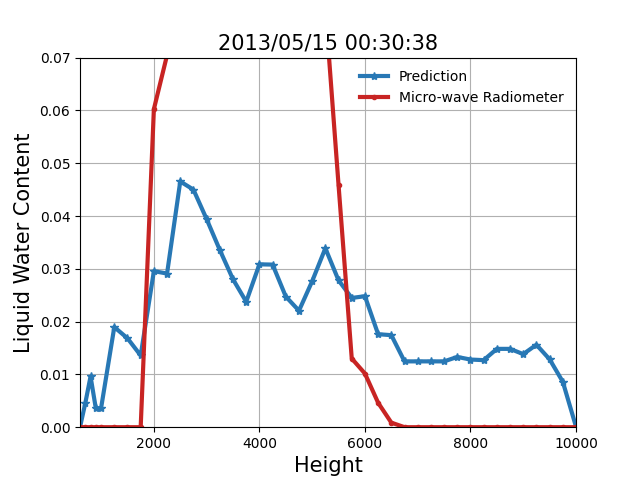 2013/05/15 00:30:38
Prediction
Micro-wave Radiometer
Liquid Water Content
0.07
0.06
0.05
0.04
0.03
0.02
0.01
0.00
2000 4000 6000 8000 10000
Height